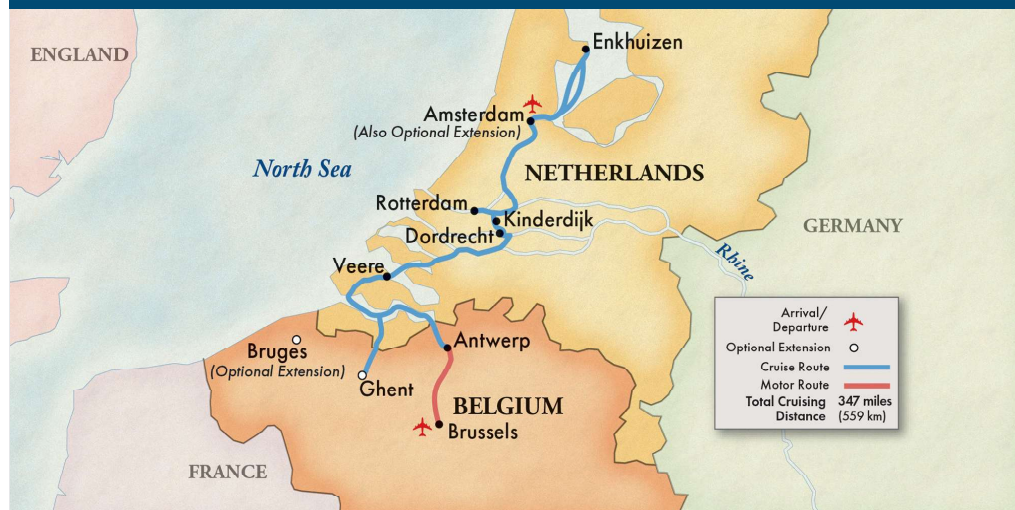 ENGLAND
Enkhuizen
Amsterdam
(Also Optional Extension)
North Sea
NETHERLANDS
Rotterdam
Kinderdijk
Dordrecht
GERMANY
Rhine
Veere
Antwerp
Bruges
(Optional Extension)
Ghent
BELGIUM
Brussels
FRANCE
Arrival/
Departure
Optional Extension
Cruise Route
Motor Route
Total Cruising 347 miles
Distance (559 km)